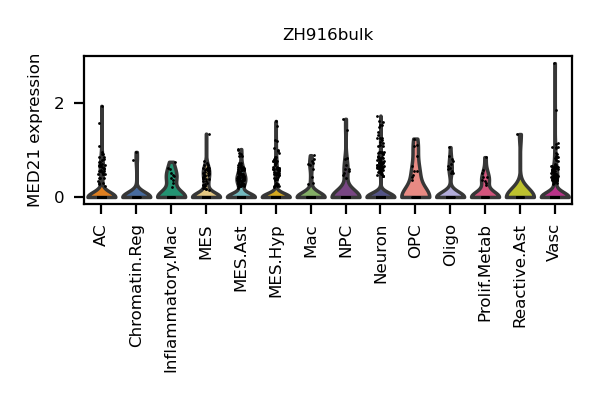 ZH916bulk
MED21 expression
2
0
AC
Chromatin.Reg
Inflammatory.Mac
MES
MES.Ast
MES.Hyp
Mac
NPC
Neuron
OPC
Oligo
Prolif.Metab
Reactive.Ast
Vasc